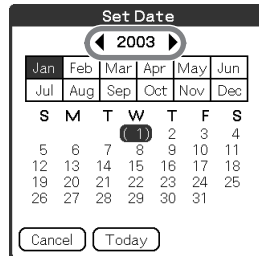 Set Date
2003
Jan Feb Mar Apr May Jun
Jul Aug Sep Oct Nov Dec
S M T W T F S
( 1) 2 3 4
5 6 7 8 9 10 11
12 13 14 15 16 17 18
19 20 21 22 23 24 25
26 27 28 29 30 31
Cancel Today